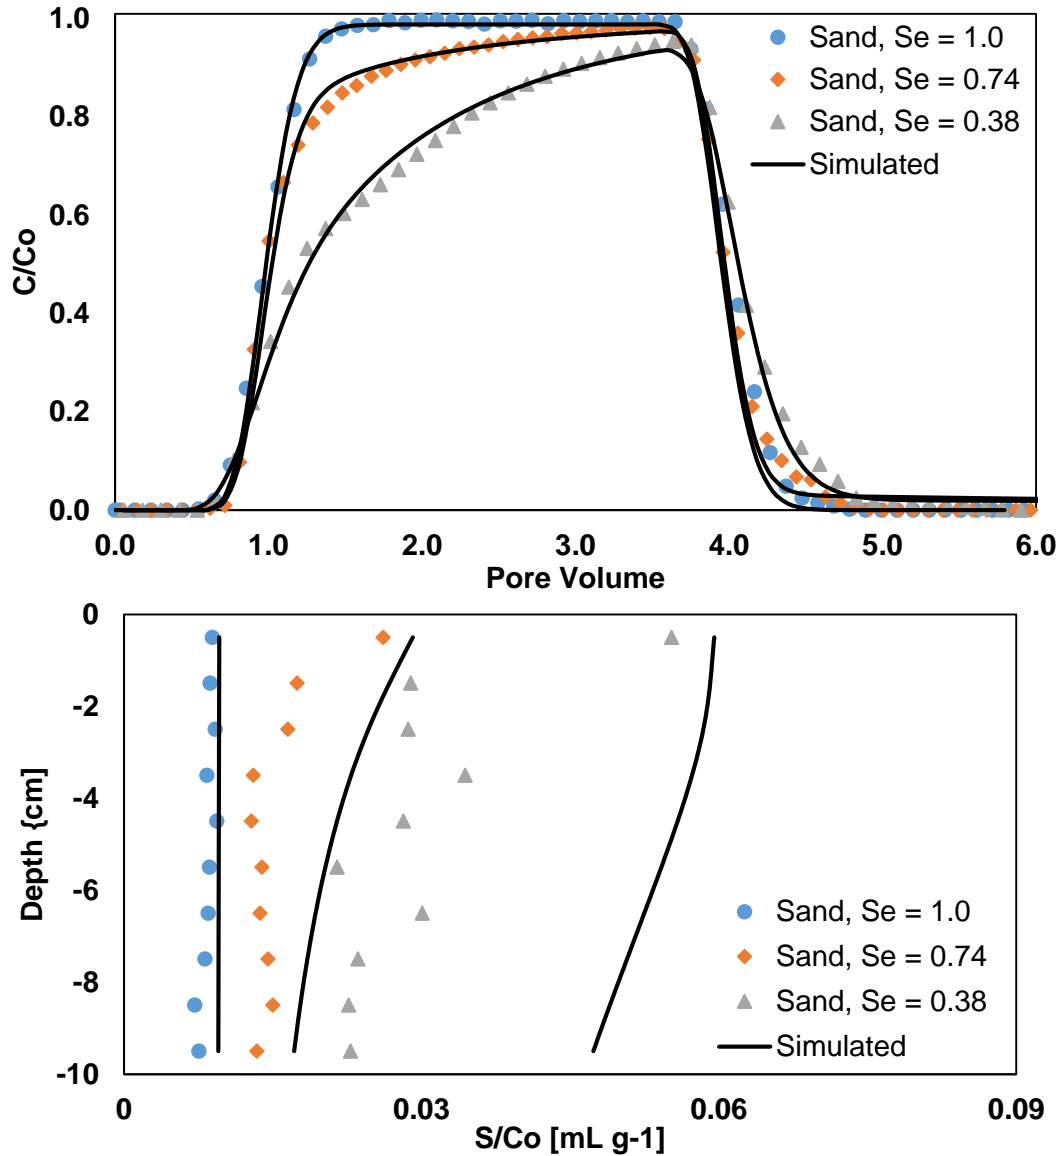 1.0
0.8
0.6
0.4
0.2
0.0
C/Co
Sand, Se = 1.0
Sand, Se = 0.74
Sand, Se = 0.38
Simulated
0.0 1.0 2.0 3.0 4.0 5.0 6.0
Pore Volume
0
-2
-4
-6
-8
-10
Depth {cm}
Sand, Se = 1.0
Sand, Se = 0.74
Sand, Se = 0.38
Simulated
0 0.03 0.06 0.09
S/Co [mL g-1]